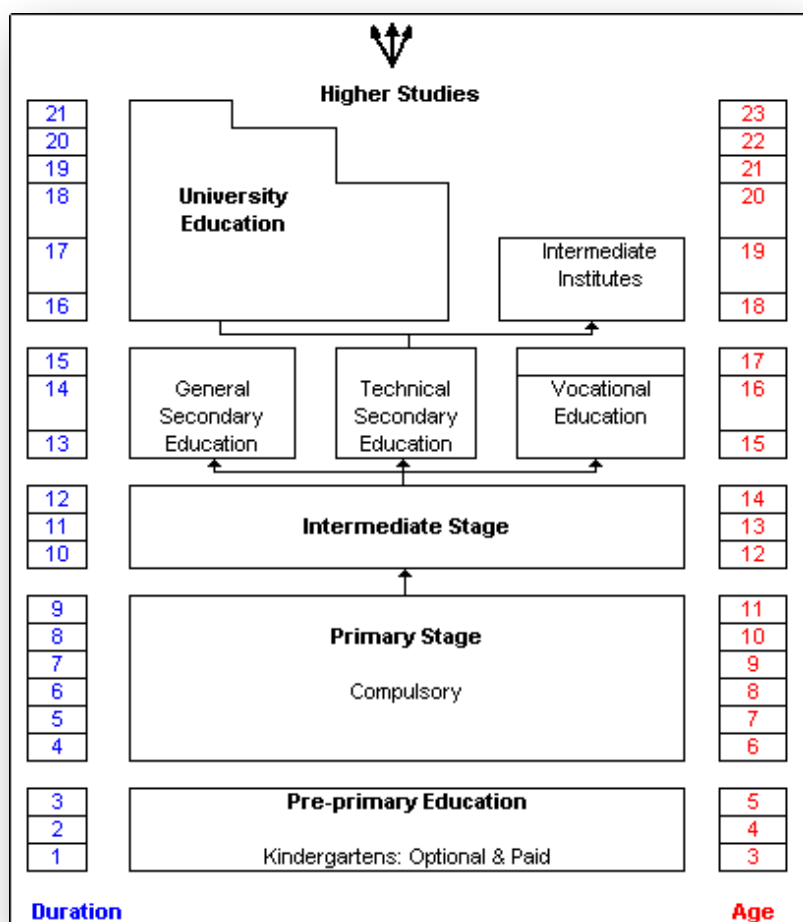 Higher Studies
21 23
20 22
19 21
18 University 20
Education
17 Intermediate 19
Institutes
16 18
15 17
14 General Technical Vocational 16
Secondary Secondary Education
13 Education Education 15
12 14
11 Intermediate Stage 13
10 12
9 11
8 Primary Stage 10
7 9
6 Compulsory 8
5 7
4 6
3 Pre-primary Education 5
2 4
1 Kindergartens: Optional & Paid 3
Duration Age